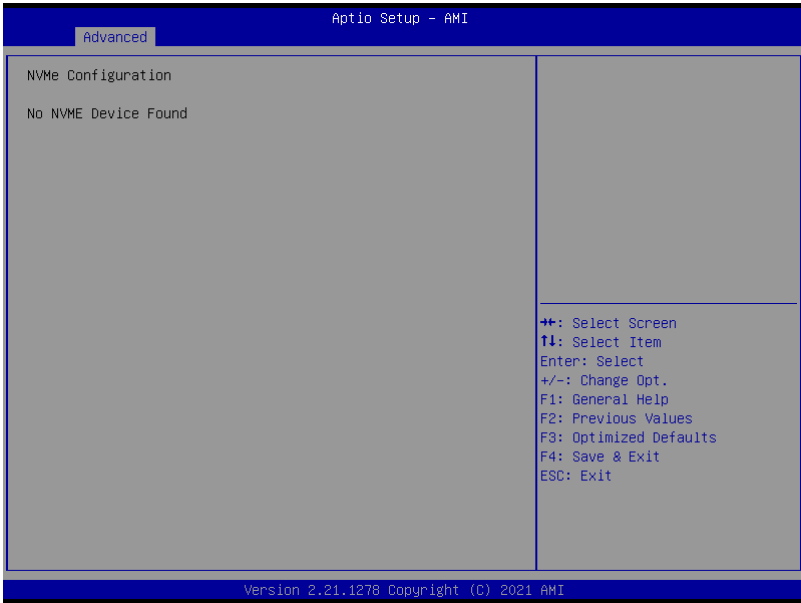 Aptio Setup – AMI
Advanced
NVMe Configuration
No NVME Device Found
→←: Select Screen
↑↓: Select Item
Enter: Select
+/-: Change Opt.
F1: General Help
F2: Previous Values
F3: Optimized Defaults
F4: Save & Exit
ESC: Exit
Version 2.21.1278 Copyright (C) 2021 AMI